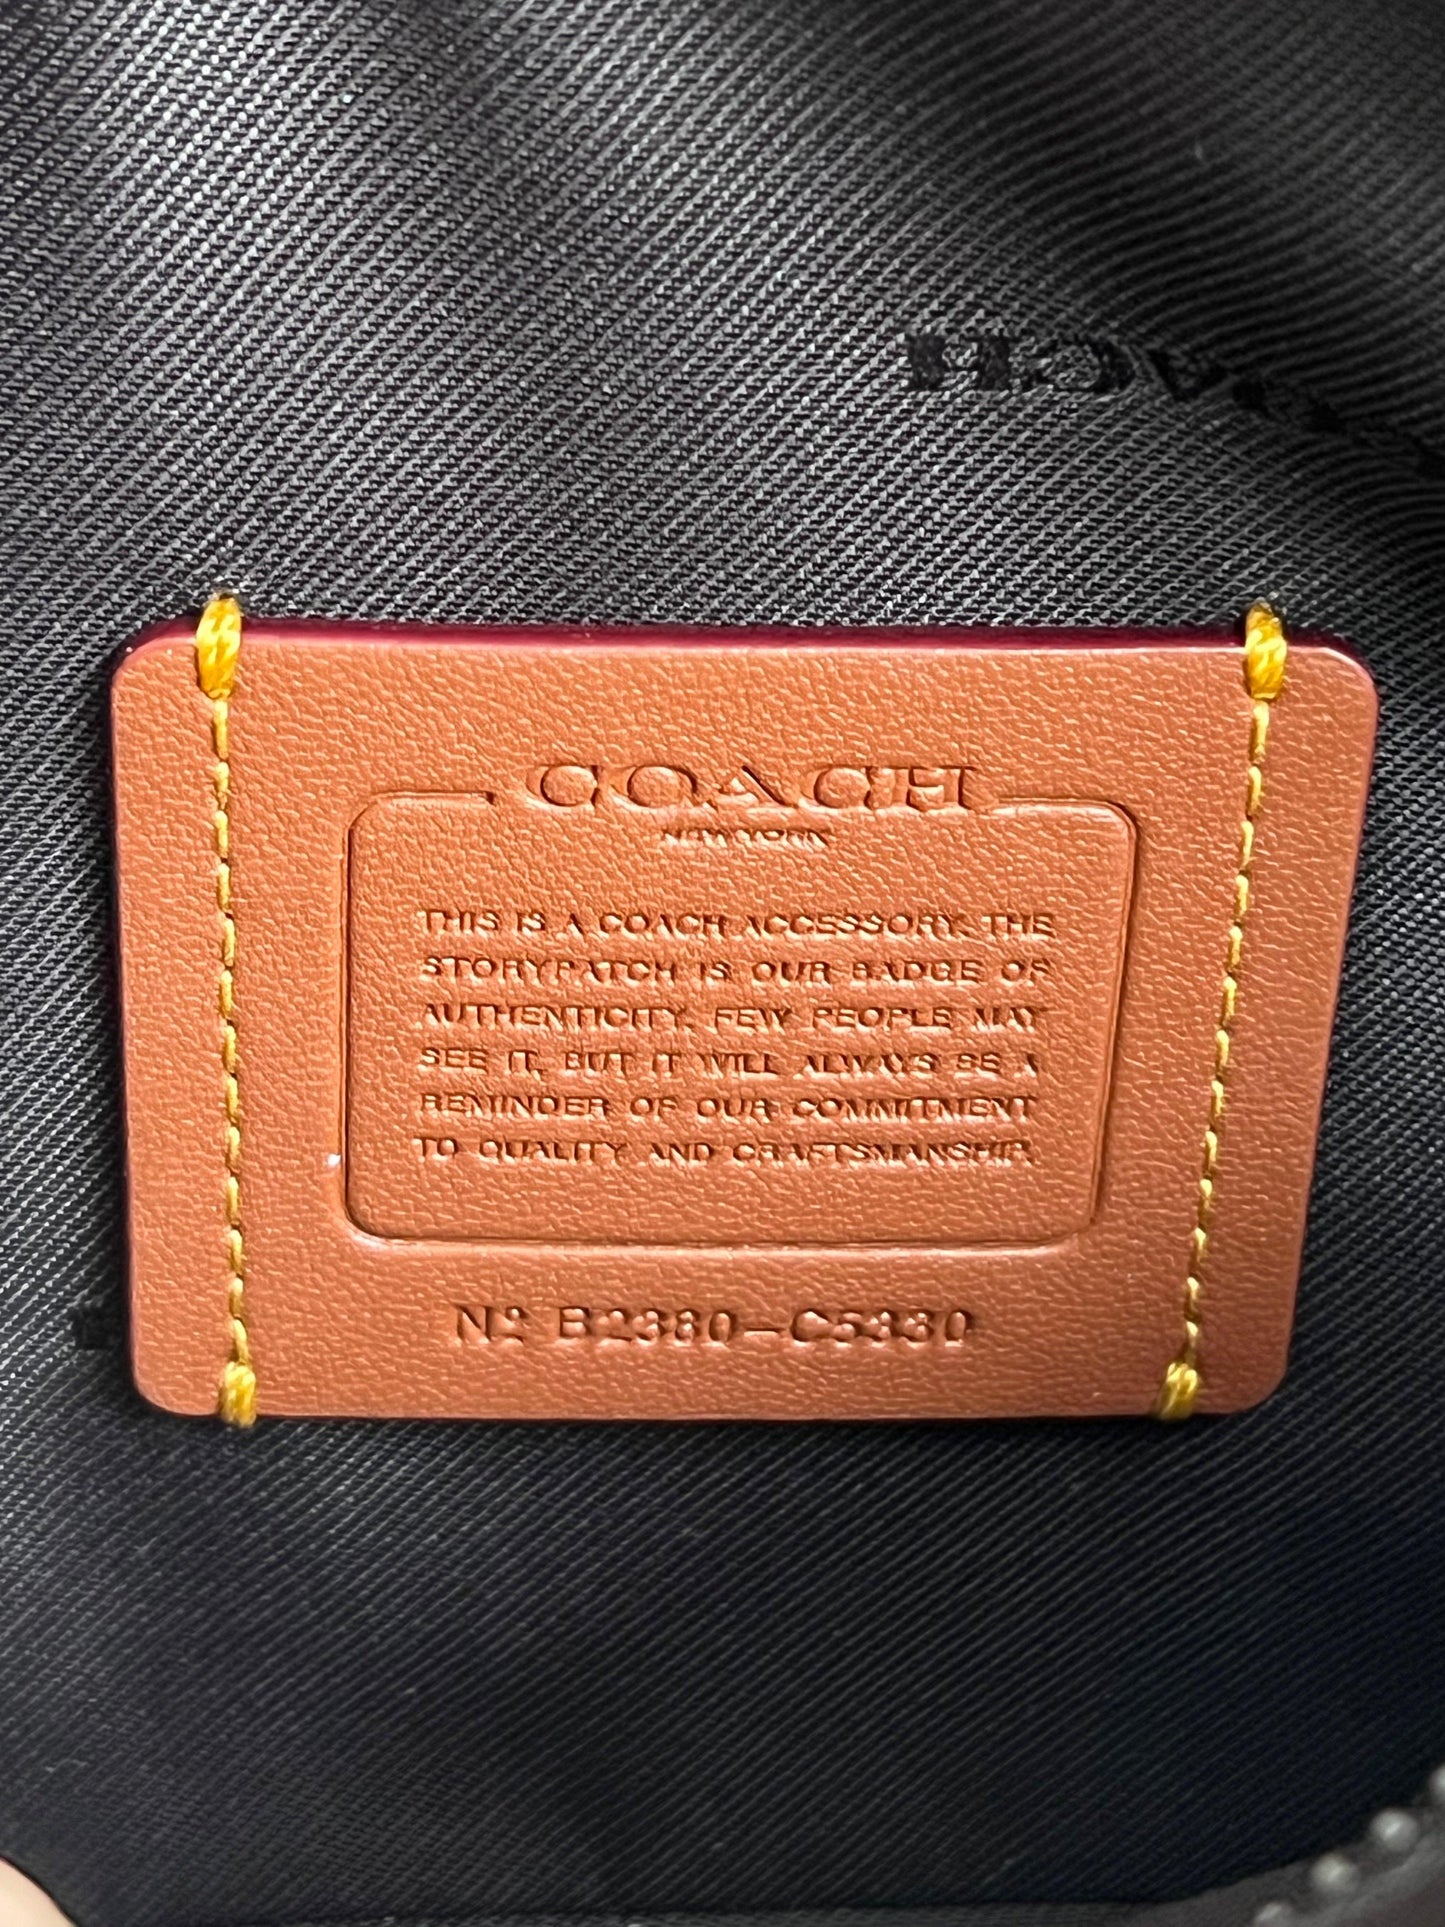 COACH
COACH
NEW YORK
THIS IS A COACH ACCESSORY. THE
STORYPATCH IS OUR BADGE OF
AUTHENTICITY. FEW PEOPLE MAY
SEE IT, BUT IT WILL ALWAYS BE A
REMINDER OF OUR COMMITMENT
TO QUALITY AND CRAFTSMANSHIP.
Nº B2380-C5330